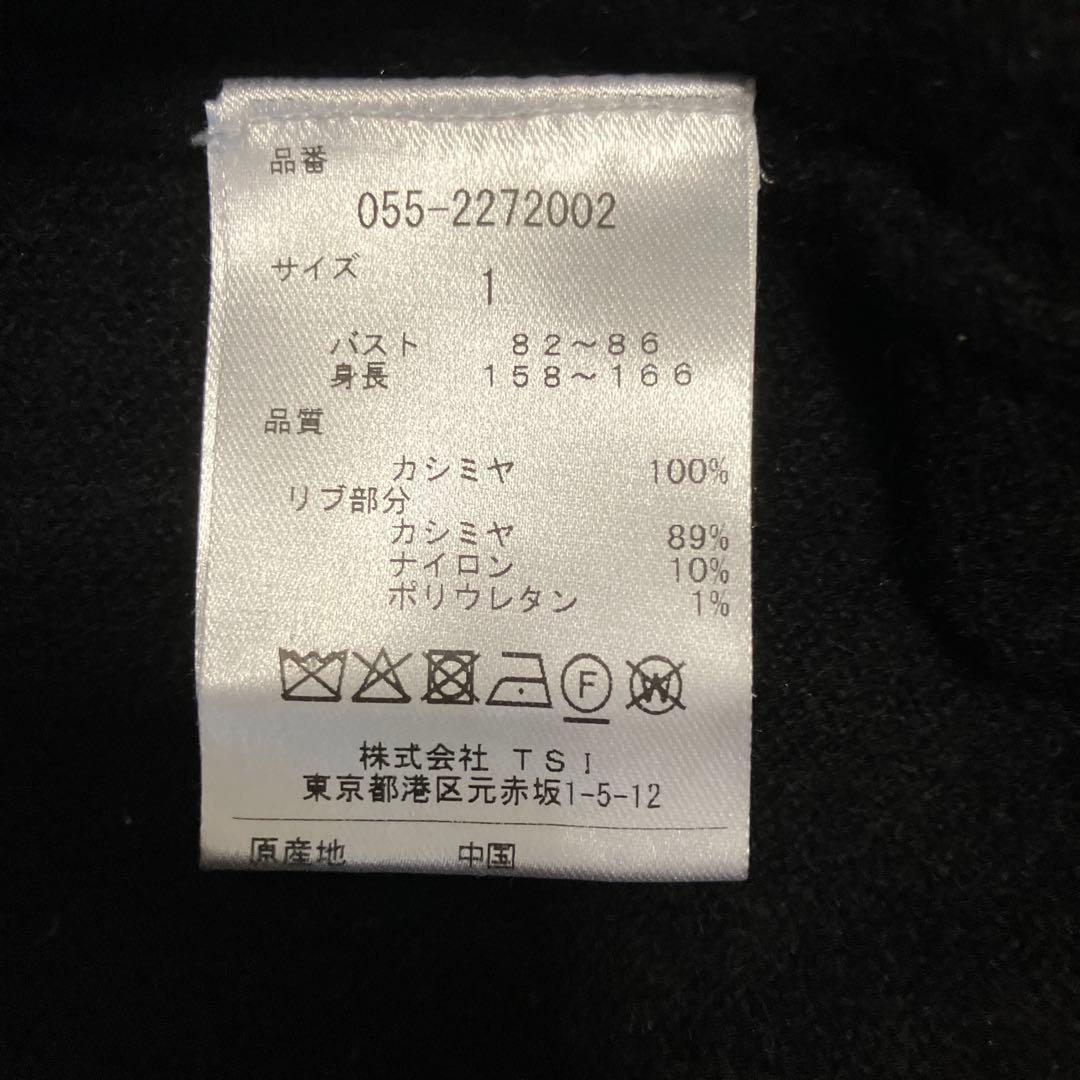 品番
055-2272002
サイズ 1
バスト 82～86
身長 158～166
品質
カシミヤ 100%
リブ部分
カシミヤ 89%
ナイロン 10%
ポリウレタン 1%
F W
株式会社 TSI
東京都港区元赤坂1-5-12
原産地 中国